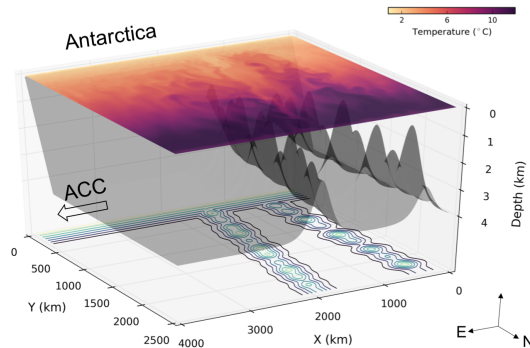 2 6 10
Temperature (°C)
Antarctica
0
1
2
3
4
Depth (km)
ACC
0
500
1000
1500
2000
2500
Y (km)
4000
3000
2000
1000
0
X (km)
E
N